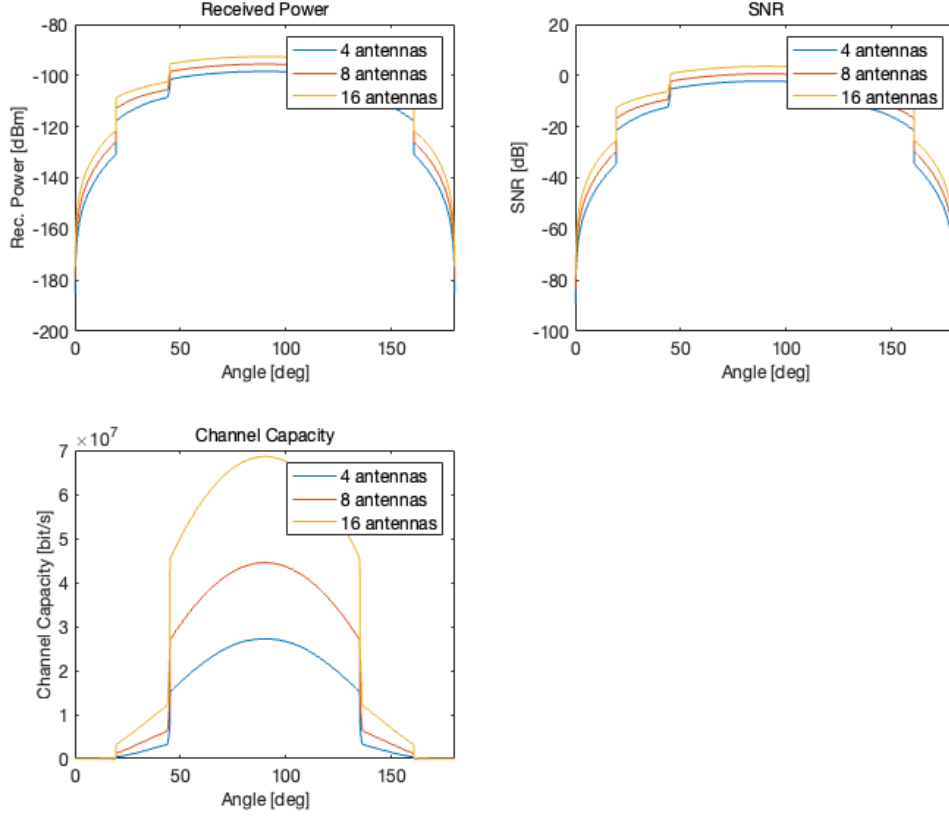 Received Power
-80
-100
-120
-140
-160
-180
-200
Rec. Power [dBm]
4 antennas
8 antennas
16 antennas
0
50
100
150
Angle [deg]
SNR
20
0
-20
-40
-60
-80
-100
SNR [dB]
4 antennas
8 antennas
16 antennas
0
50
100
150
Angle [deg]
×10^7
Channel Capacity
7
6
5
4
3
2
1
0
Channel Capacity [bit/s]
4 antennas
8 antennas
16 antennas
0
50
100
150
Angle [deg]